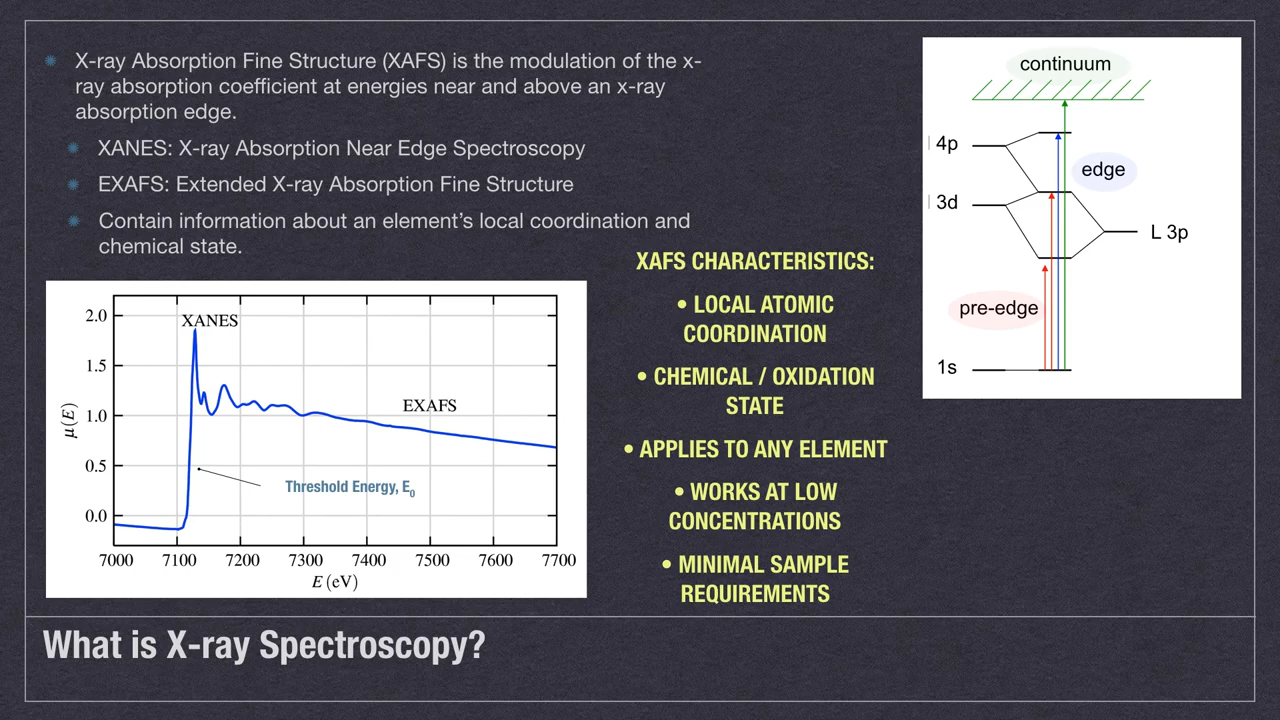 X-ray Absorption Fine Structure (XAFS) is the modulation of the x-
ray absorption coefficient at energies near and above an x-ray
absorption edge.
XANES: X-ray Absorption Near Edge Spectroscopy
EXAFS: Extended X-ray Absorption Fine Structure
Contain information about an element's local coordination and
chemical state.
2.0
1.5
1.0
0.5
0.0
μ(E)
XANES
EXAFS
Threshold Energy, E0
7000 7100 7200 7300 7400 7500 7600 7700
E (eV)
XAFS CHARACTERISTICS:
• LOCAL ATOMIC
COORDINATION
• CHEMICAL / OXIDATION
STATE
• APPLIES TO ANY ELEMENT
• WORKS AT LOW
CONCENTRATIONS
• MINIMAL SAMPLE
REQUIREMENTS
continuum
4p
edge
3d
L 3p
pre-edge
1s
What is X-ray Spectroscopy?